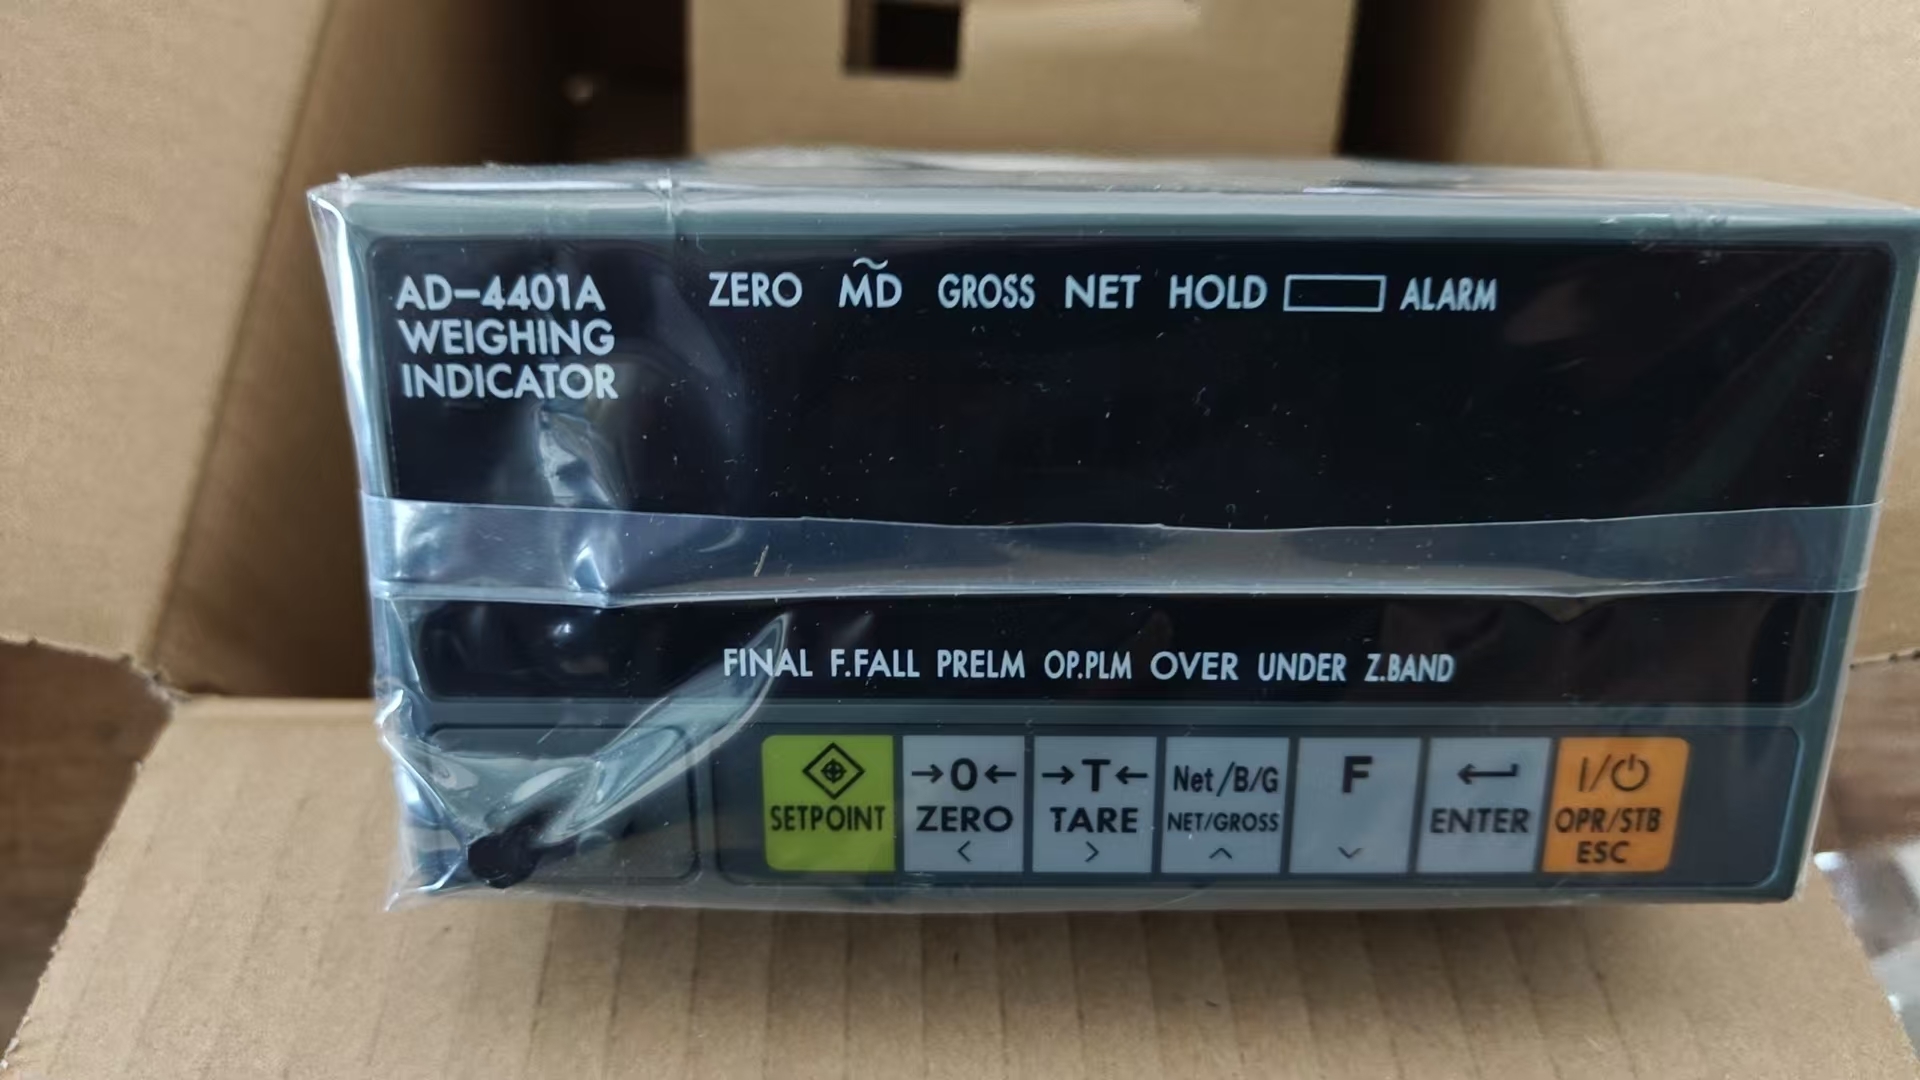 AD-4401A
WEIGHING
INDICATOR
ZERO M͂D GROSS NET HOLD ALARM
FINAL F.FALL PRELM OP.PLM OVER UNDER Z.BAND
SETPOINT
→0←
ZERO
<
→T←
TARE
>
Net/B/G
NET/GROSS
F
ENTER
I/⏻
OPR/STB
ESC